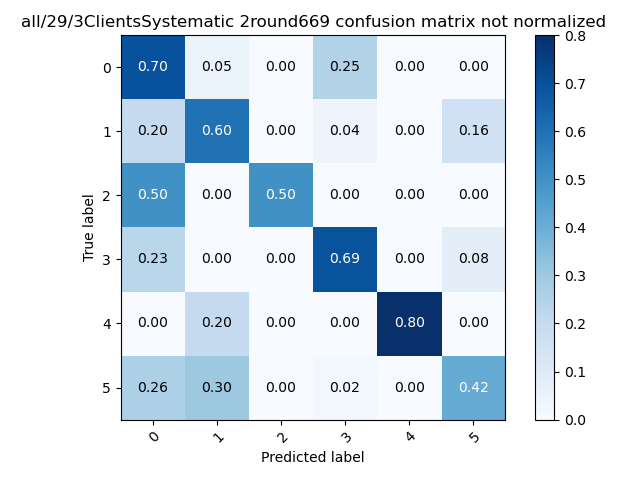 all/29/3ClientsSystematic 2round669 confusion matrix not normalized
True label
0 0.70 0.05 0.00 0.25 0.00 0.00
1 0.20 0.60 0.00 0.04 0.00 0.16
2 0.50 0.00 0.50 0.00 0.00 0.00
3 0.23 0.00 0.00 0.69 0.00 0.08
4 0.00 0.20 0.00 0.00 0.80 0.00
5 0.26 0.30 0.00 0.02 0.00 0.42
0 1 2 3 4 5
Predicted label
0.8
0.7
0.6
0.5
0.4
0.3
0.2
0.1
0.0